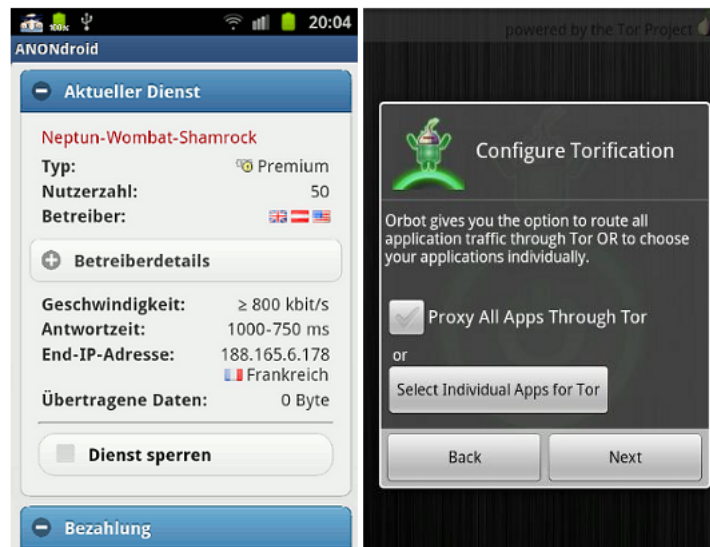 100%
20:04
ANONdroid
Aktueller Dienst
Neptun-Wombat-Shamrock
Typ: Premium
Nutzerzahl: 50
Betreiber:
Betreiberdetails
Geschwindigkeit: ≥ 800 kbit/s
Antwortzeit: 1000-750 ms
End-IP-Adresse: 188.165.6.178
Frankreich
Übertragene Daten: 0 Byte
Dienst sperren
Bezahlung
powered by the Tor Project
Configure Torification
Orbot gives you the option to route all
application traffic through Tor OR to choose
your applications individually.
Proxy All Apps Through Tor
or
Select Individual Apps for Tor
Back
Next